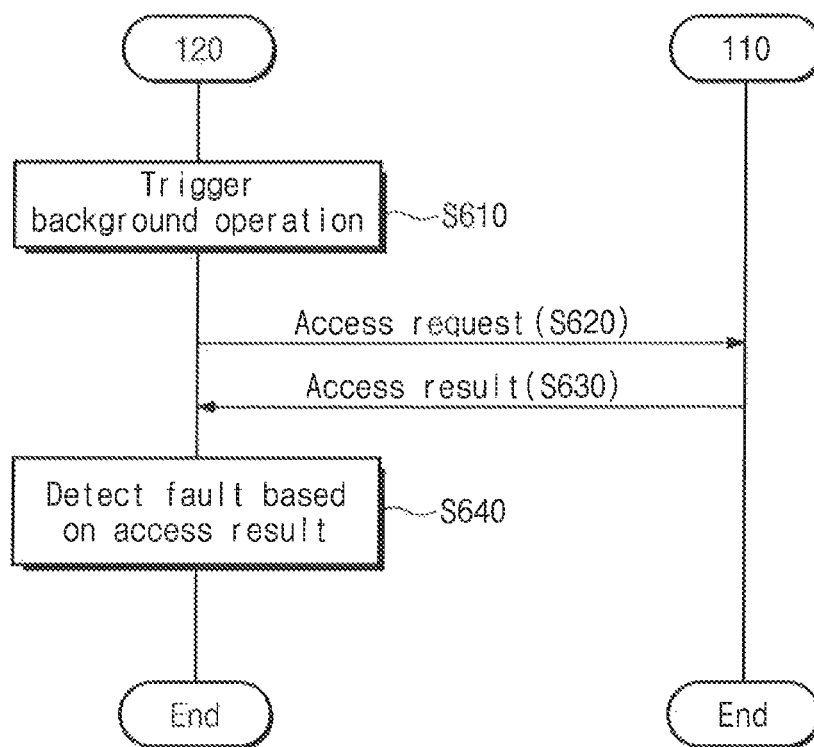 120
110
Trigger
background operation
S610
Access request(S620)
Access result(S630)
Detect fault based
on access result
S640
End
End